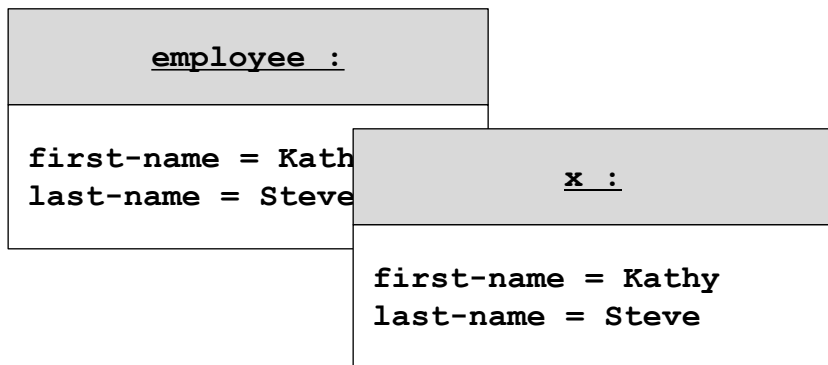 employee :
first-name = Kath
last-name = Steve
x :
first-name = Kathy
last-name = Steve